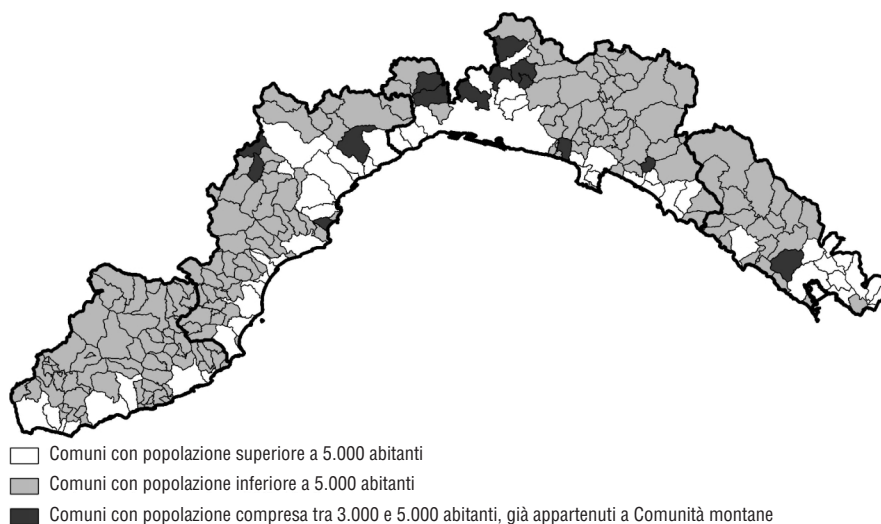 Comuni con popolazione superiore a 5.000 abitanti
Comuni con popolazione inferiore a 5.000 abitanti
Comuni con popolazione compresa tra 3.000 e 5.000 abitanti, già appartenuti a Comunità montane